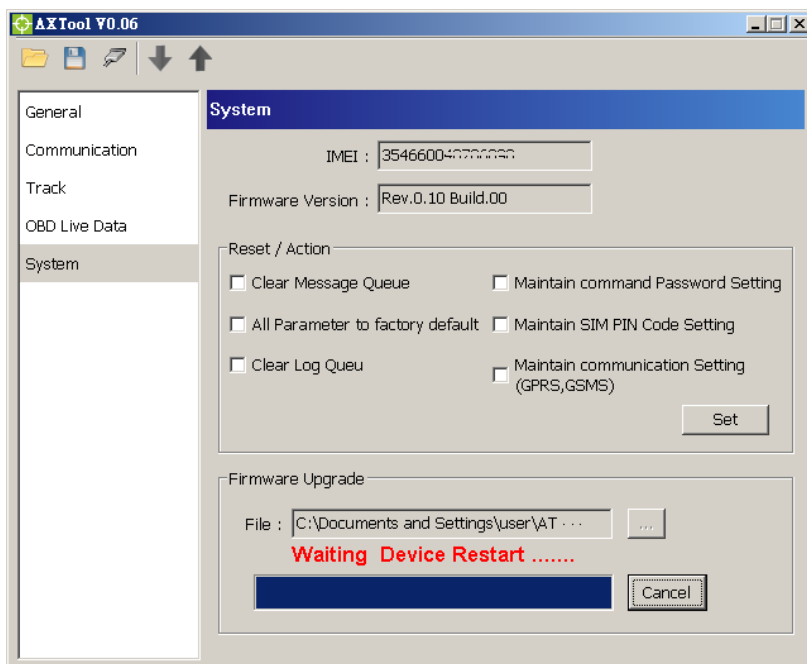 AXTool V0.06
General
Communication
Track
OBD Live Data
System
System
IMEI :
Firmware Version : Rev.0.10 Build.00
Reset / Action
Clear Message Queue
Maintain command Password Setting
All Parameter to factory default
Maintain SIM PIN Code Setting
Clear Log Queu
Maintain communication Setting
(GPRS,GSMS)
Set
Firmware Upgrade
File : C:\Documents and Settings\user\AT ··· ...
Waiting Device Restart .......
Cancel